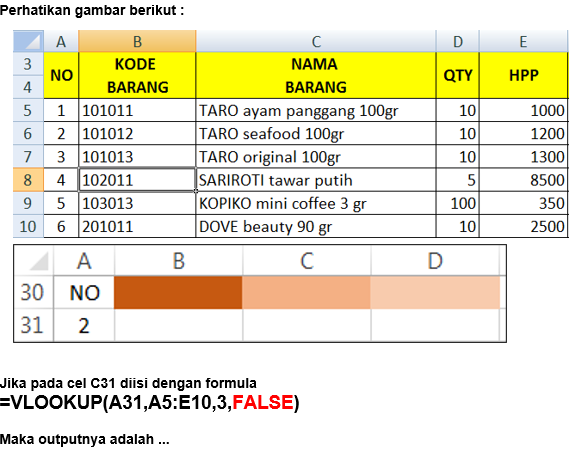 Perhatikan gambar berikut :
A B C D E
3 NO KODE NAMA QTY HPP
4 BARANG BARANG
5 1 101011 TARO ayam panggang 100gr 10 1000
6 2 101012 TARO seafood 100gr 10 1200
7 3 101013 TARO original 100gr 10 1300
8 4 102011 SARIROTI tawar putih 5 8500
9 5 103013 KOPIKO mini coffee 3 gr 100 350
10 6 201011 DOVE beauty 90 gr 10 2500
A B C D
30 NO
31 2
Jika pada cel C31 diisi dengan formula
=VLOOKUP(A31,A5:E10,3,FALSE)
Maka outputnya adalah ...